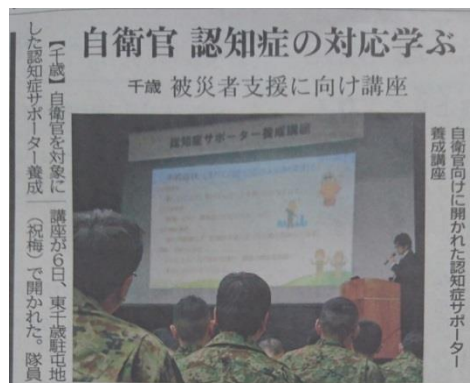 自衛官 認知症の対応学ぶ
千歳 被災者支援に向け講座
【千歳】自衛官を対象に
した認知症サポーター養成
講座が6日、東千歳駐屯地
（祝梅）で開かれた。隊員
認知症サポーター養成講座
自衛官向けに開かれた認知症サポーター
養成講座